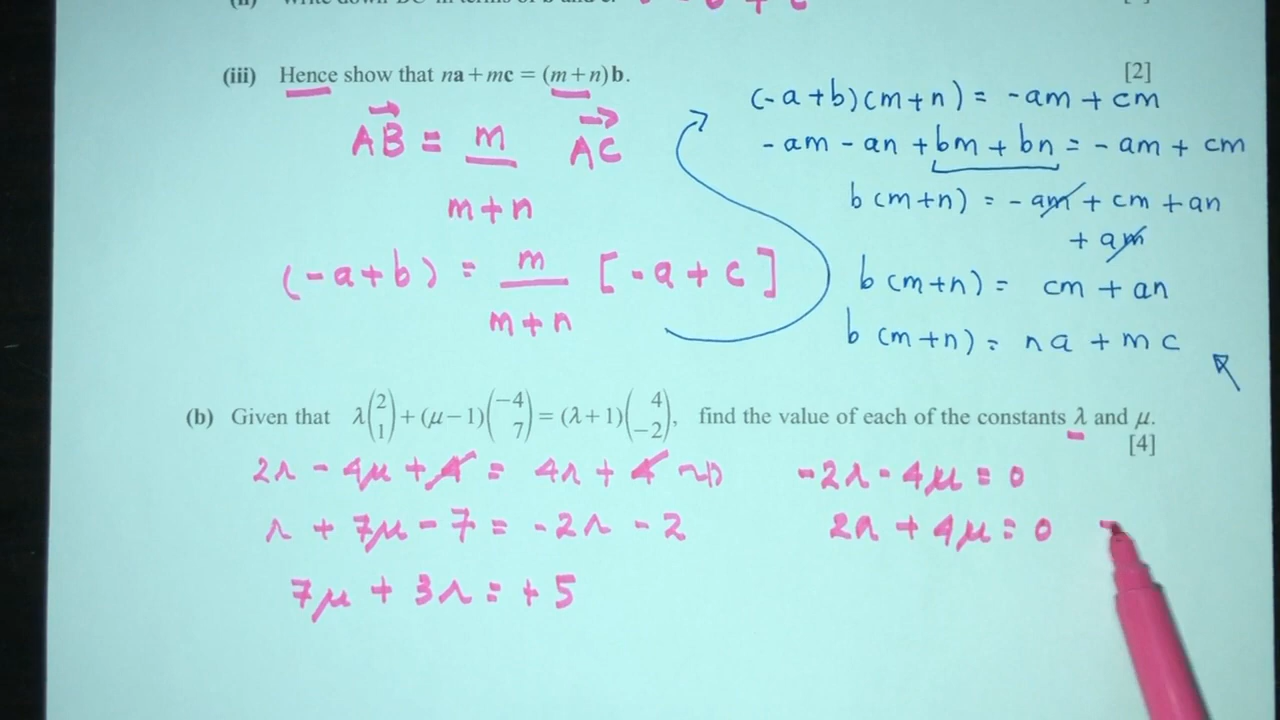 (iii) Hence show that na + mc = (m + n)b. [2]
AB = m/m+n AC
(-a+b) = m/m+n [-a+c]
(-a+b)(m+n) = -am + cm
-am - an + bm + bn = -am + cm
b(m+n) = -am + cm + an
+ am
b(m+n) = cm + an
b(m+n) = na + mc
(b) Given that λ(2 1) + (μ−1)(−4 7) = (λ+1)(4 −2), find the value of each of the constants λ and μ.
[4]
2λ - 4μ + 4 = 4λ + 4 ⇒ -2λ - 4μ = 0
λ + 7μ - 7 = -2λ - 2 2λ + 4μ = 0
7μ + 3λ = +5